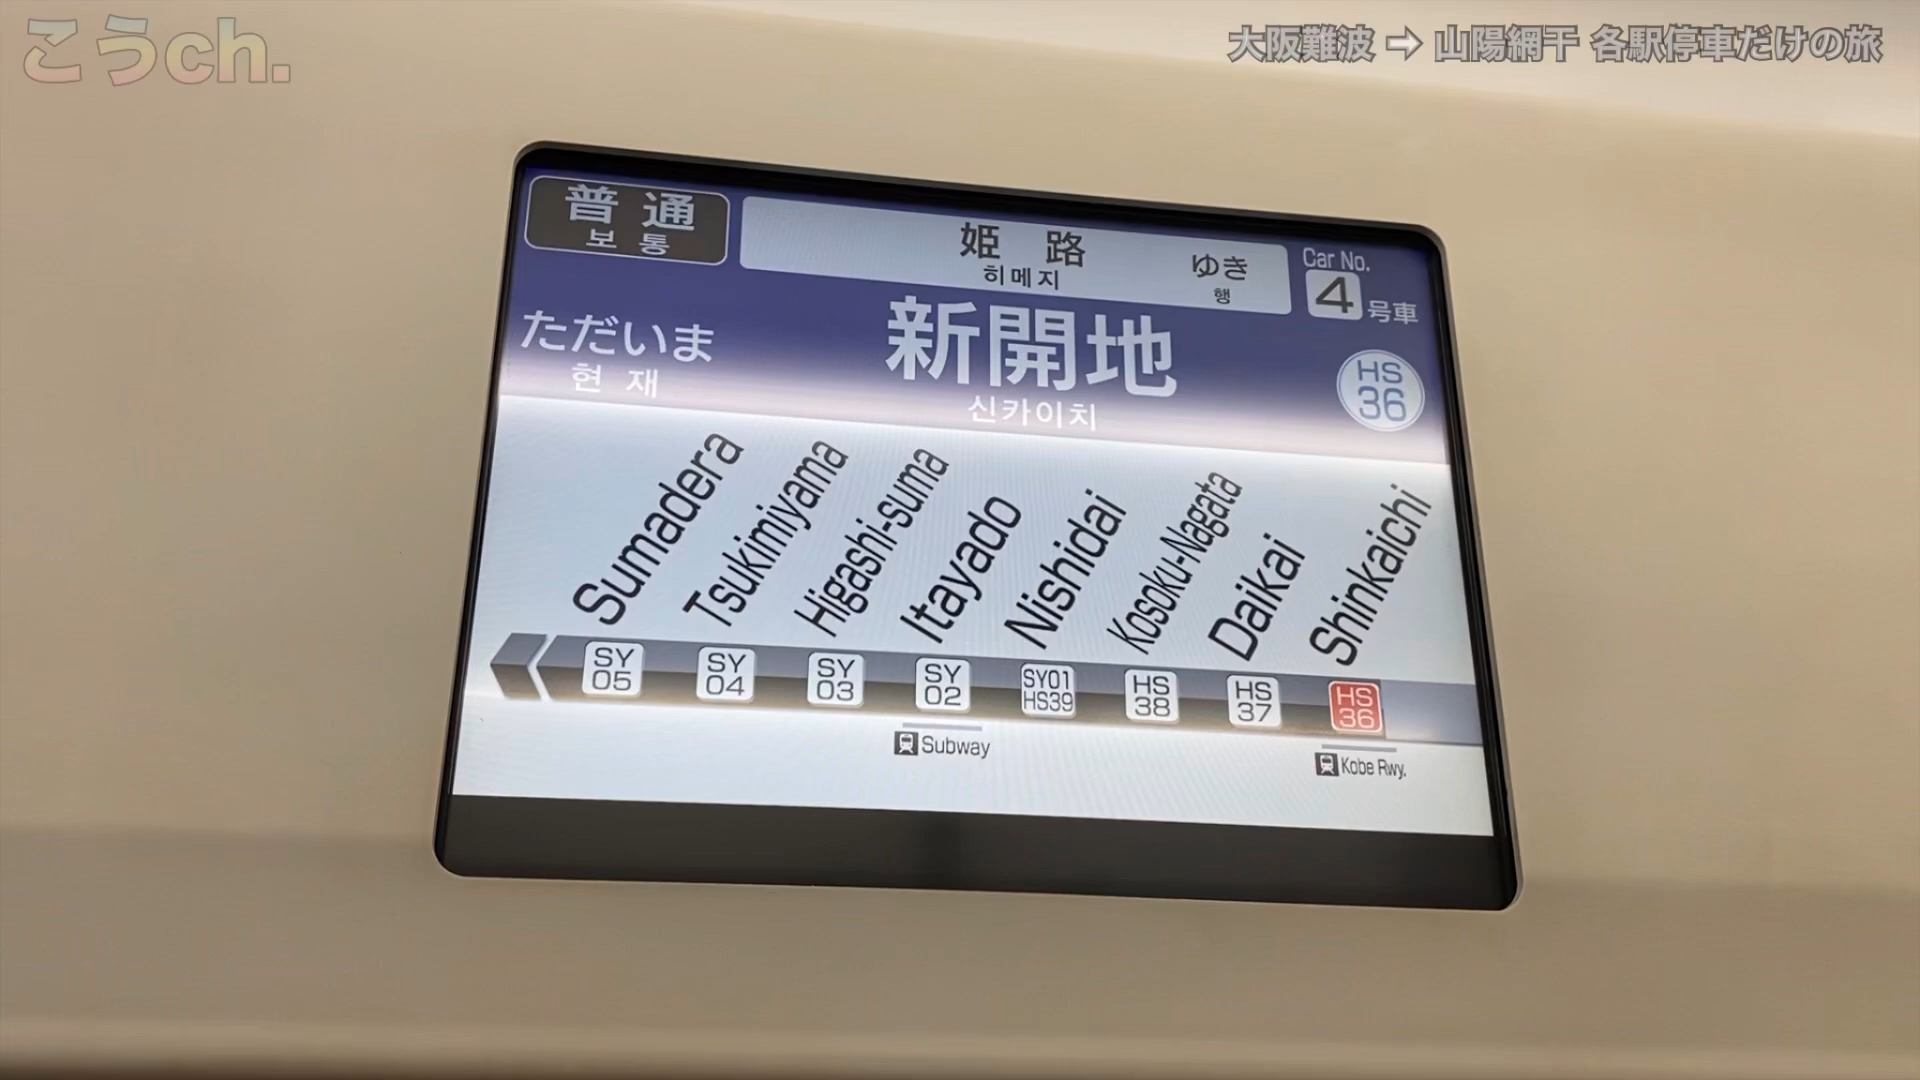 こうch.
大阪難波 ➡ 山陽網干 各駅停車だけの旅
普通
보통
姫路 ゆき
히메지 행
Car No.
4号車
ただいま
현재
新開地
신카이치
HS
36
Sumadera
Tsukimiyama
Higashi-suma
Itayado
Nishidai
Kosoku-Nagata
Daikai
Shinkaichi
SY
05
SY
04
SY
03
SY
02
SY01
HS39
HS
38
HS
37
HS
36
Subway
Kobe Rwy.